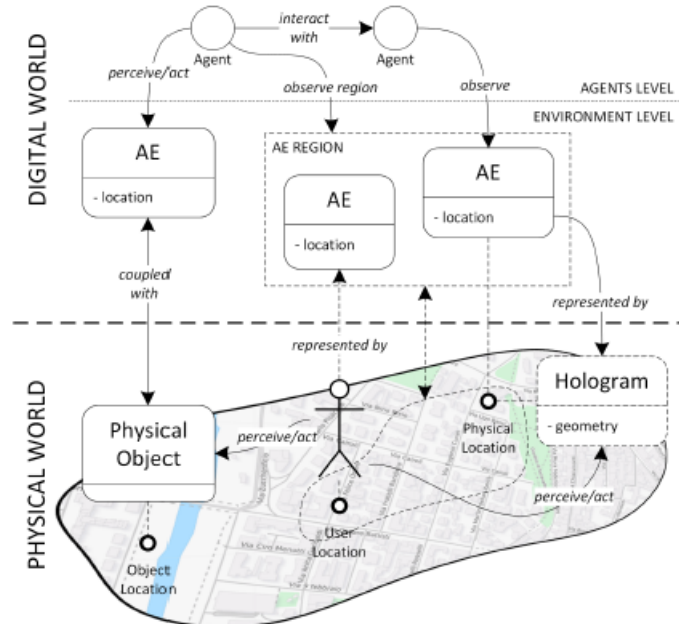 DIGITAL WORLD
interact
with
Agent
Agent
perceive/act
observe region
observe
AGENTS LEVEL
ENVIRONMENT LEVEL
AE REGION
AE
- location
AE
- location
AE
- location
coupled
with
represented by
represented by
PHYSICAL WORLD
Physical
Object
perceive/act
Physical
Location
Hologram
- geometry
perceive/act
User
Location
Object
Location